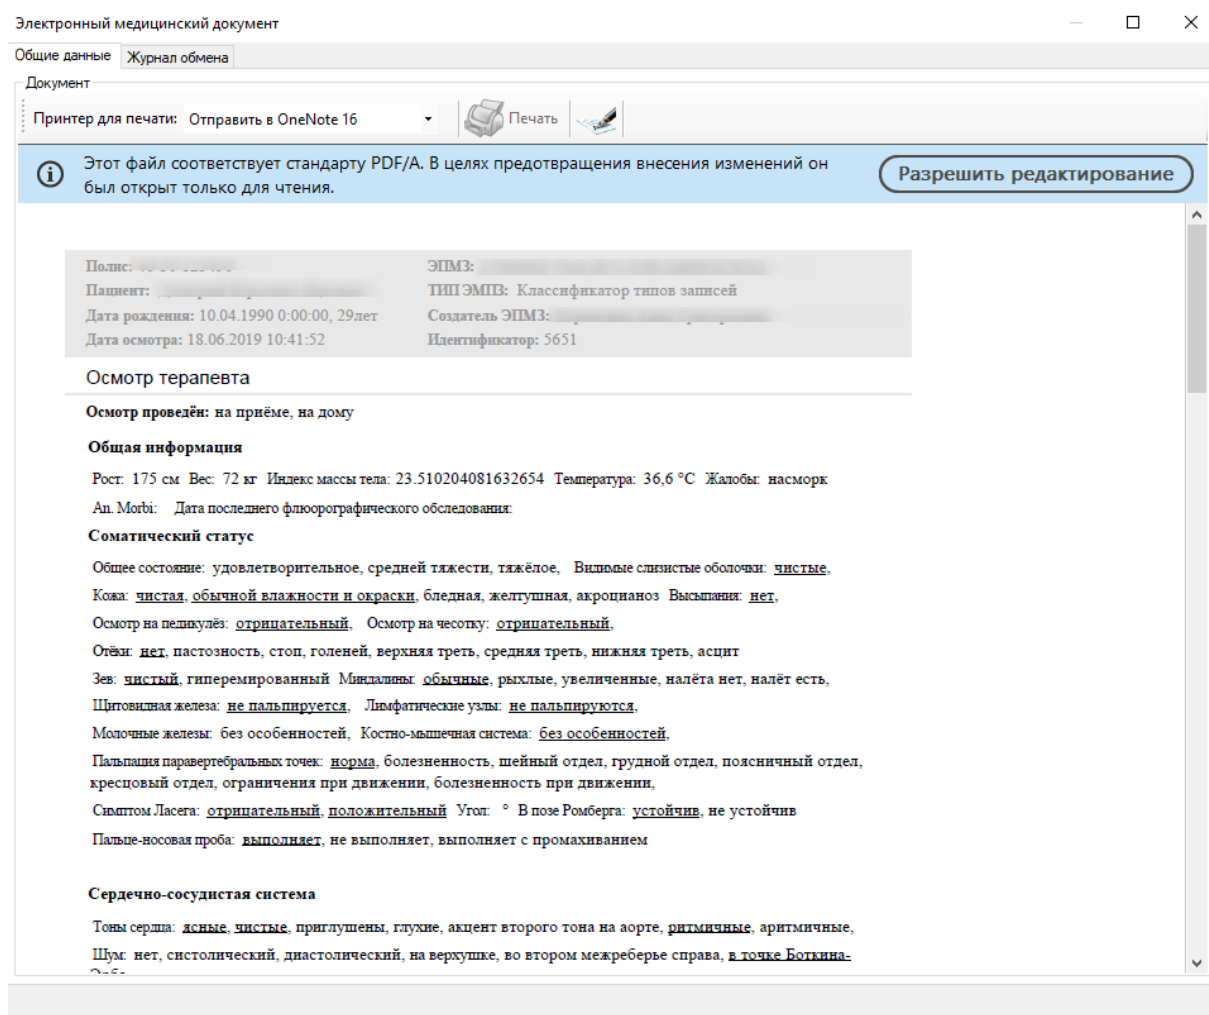 Электронный медицинский документ
Общие данные Журнал обмена
Документ
Принтер для печати: Отправить в OneNote 16 Печать
Этот файл соответствует стандарту PDF/A. В целях предотвращения внесения изменений он
был открыт только для чтения.
Разрешить редактирование
Полис: ЭПМЗ:
Пациент: ТИП ЭМПЗ: Классификатор типов записей
Дата рождения: 10.04.1990 0:00:00, 29лет Создатель ЭПМЗ:
Дата осмотра: 18.06.2019 10:41:52 Идентификатор: 5651
Осмотр терапевта
Осмотр проведён: на приёме, на дому
Общая информация
Рост: 175 см Вес: 72 кг Индекс массы тела: 23.510204081632654 Температура: 36,6 °C Жалобы: насморк
An. Morbi: Дата последнего флюорографического обследования:
Соматический статус
Общее состояние: удовлетворительное, средней тяжести, тяжёлое, Видимые слизистые оболочки: чистые,
Кожа: чистая, обычной влажности и окраски, бледная, желтушная, акроцианоз Высыпания: нет,
Осмотр на педикулёз: отрицательный, Осмотр на чесотку: отрицательный,
Отёки: нет, пастозность, стоп, голеней, верхняя треть, средняя треть, нижняя треть, асцит
Зев: чистый, гиперемированный Миндалины: обычные, рыхлые, увеличенные, налёта нет, налёт есть,
Щитовидная железа: не пальпируется, Лимфатические узлы: не пальпируются,
Молочные железы: без особенностей, Костно-мышечная система: без особенностей,
Пальпация паравертебральных точек: норма, болезненность, шейный отдел, грудной отдел, поясничный отдел,
кресцовый отдел, ограничения при движении, болезненность при движении,
Симптом Ласега: отрицательный, положительный Угол: ° В позе Ромберга: устойчив, не устойчив
Пальце-носовая проба: выполняет, не выполняет, выполняет с промахиванием
Сердечно-сосудистая система
Тоны сердца: ясные, чистые, приглушены, глухие, акцент второго тона на аорте, ритмичные, аритмичные,
Шум: нет, систолический, диастолический, на верхушке, во втором межреберье справа, в точке Боткина-